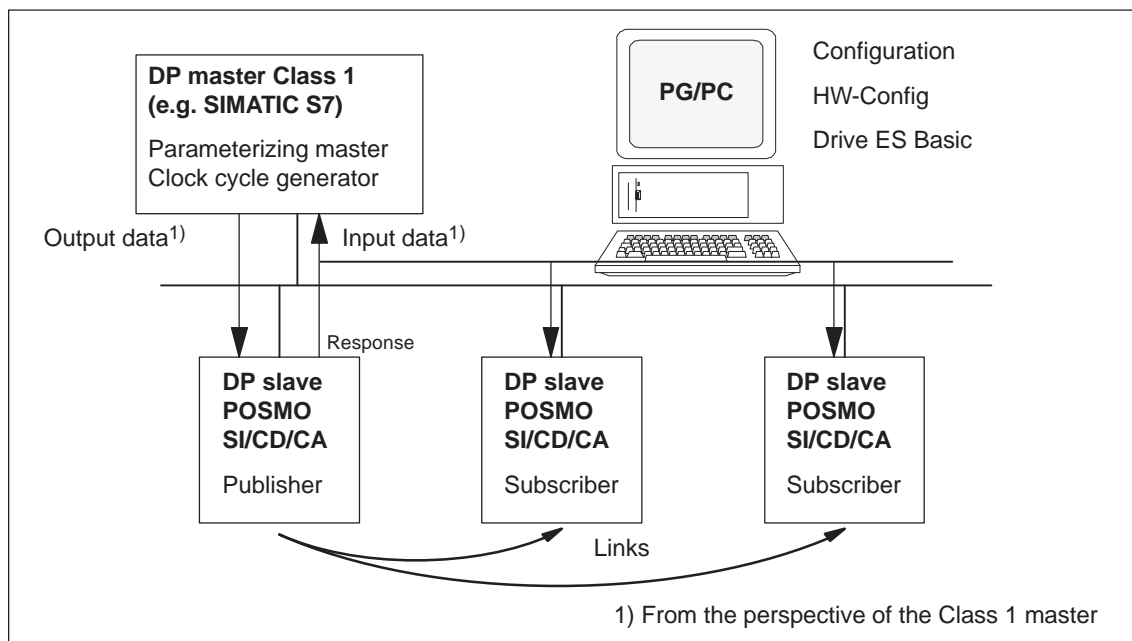 DP master Class 1
(e.g. SIMATIC S7)
Parameterizing master
Clock cycle generator
PG/PC
Configuration
HW-Config
Drive ES Basic
Output data1)
Input data1)
Response
DP slave
POSMO
SI/CD/CA
Publisher
DP slave
POSMO
SI/CD/CA
Subscriber
DP slave
POSMO
SI/CD/CA
Subscriber
Links
1) From the perspective of the Class 1 master